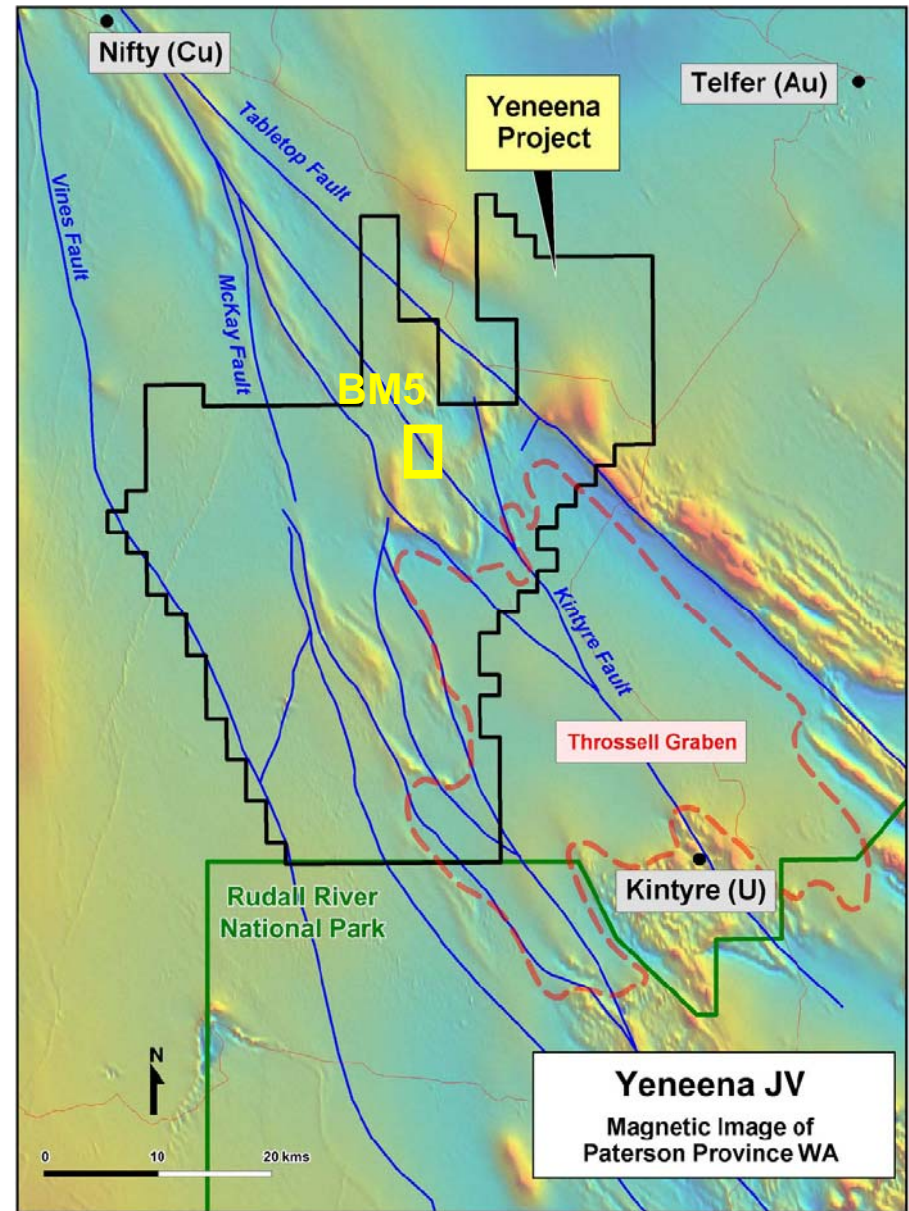 Nifty (Cu)
Telfer (Au)
Yeneena
Project
Tabletop Fault
Vines Fault
McKay Fault
BM5
Kintyre Fault
Throssell Graben
Kintyre (U)
Rudall River
National Park
N
0 10 20 kms
Yeneena JV
Magnetic Image of
Paterson Province WA